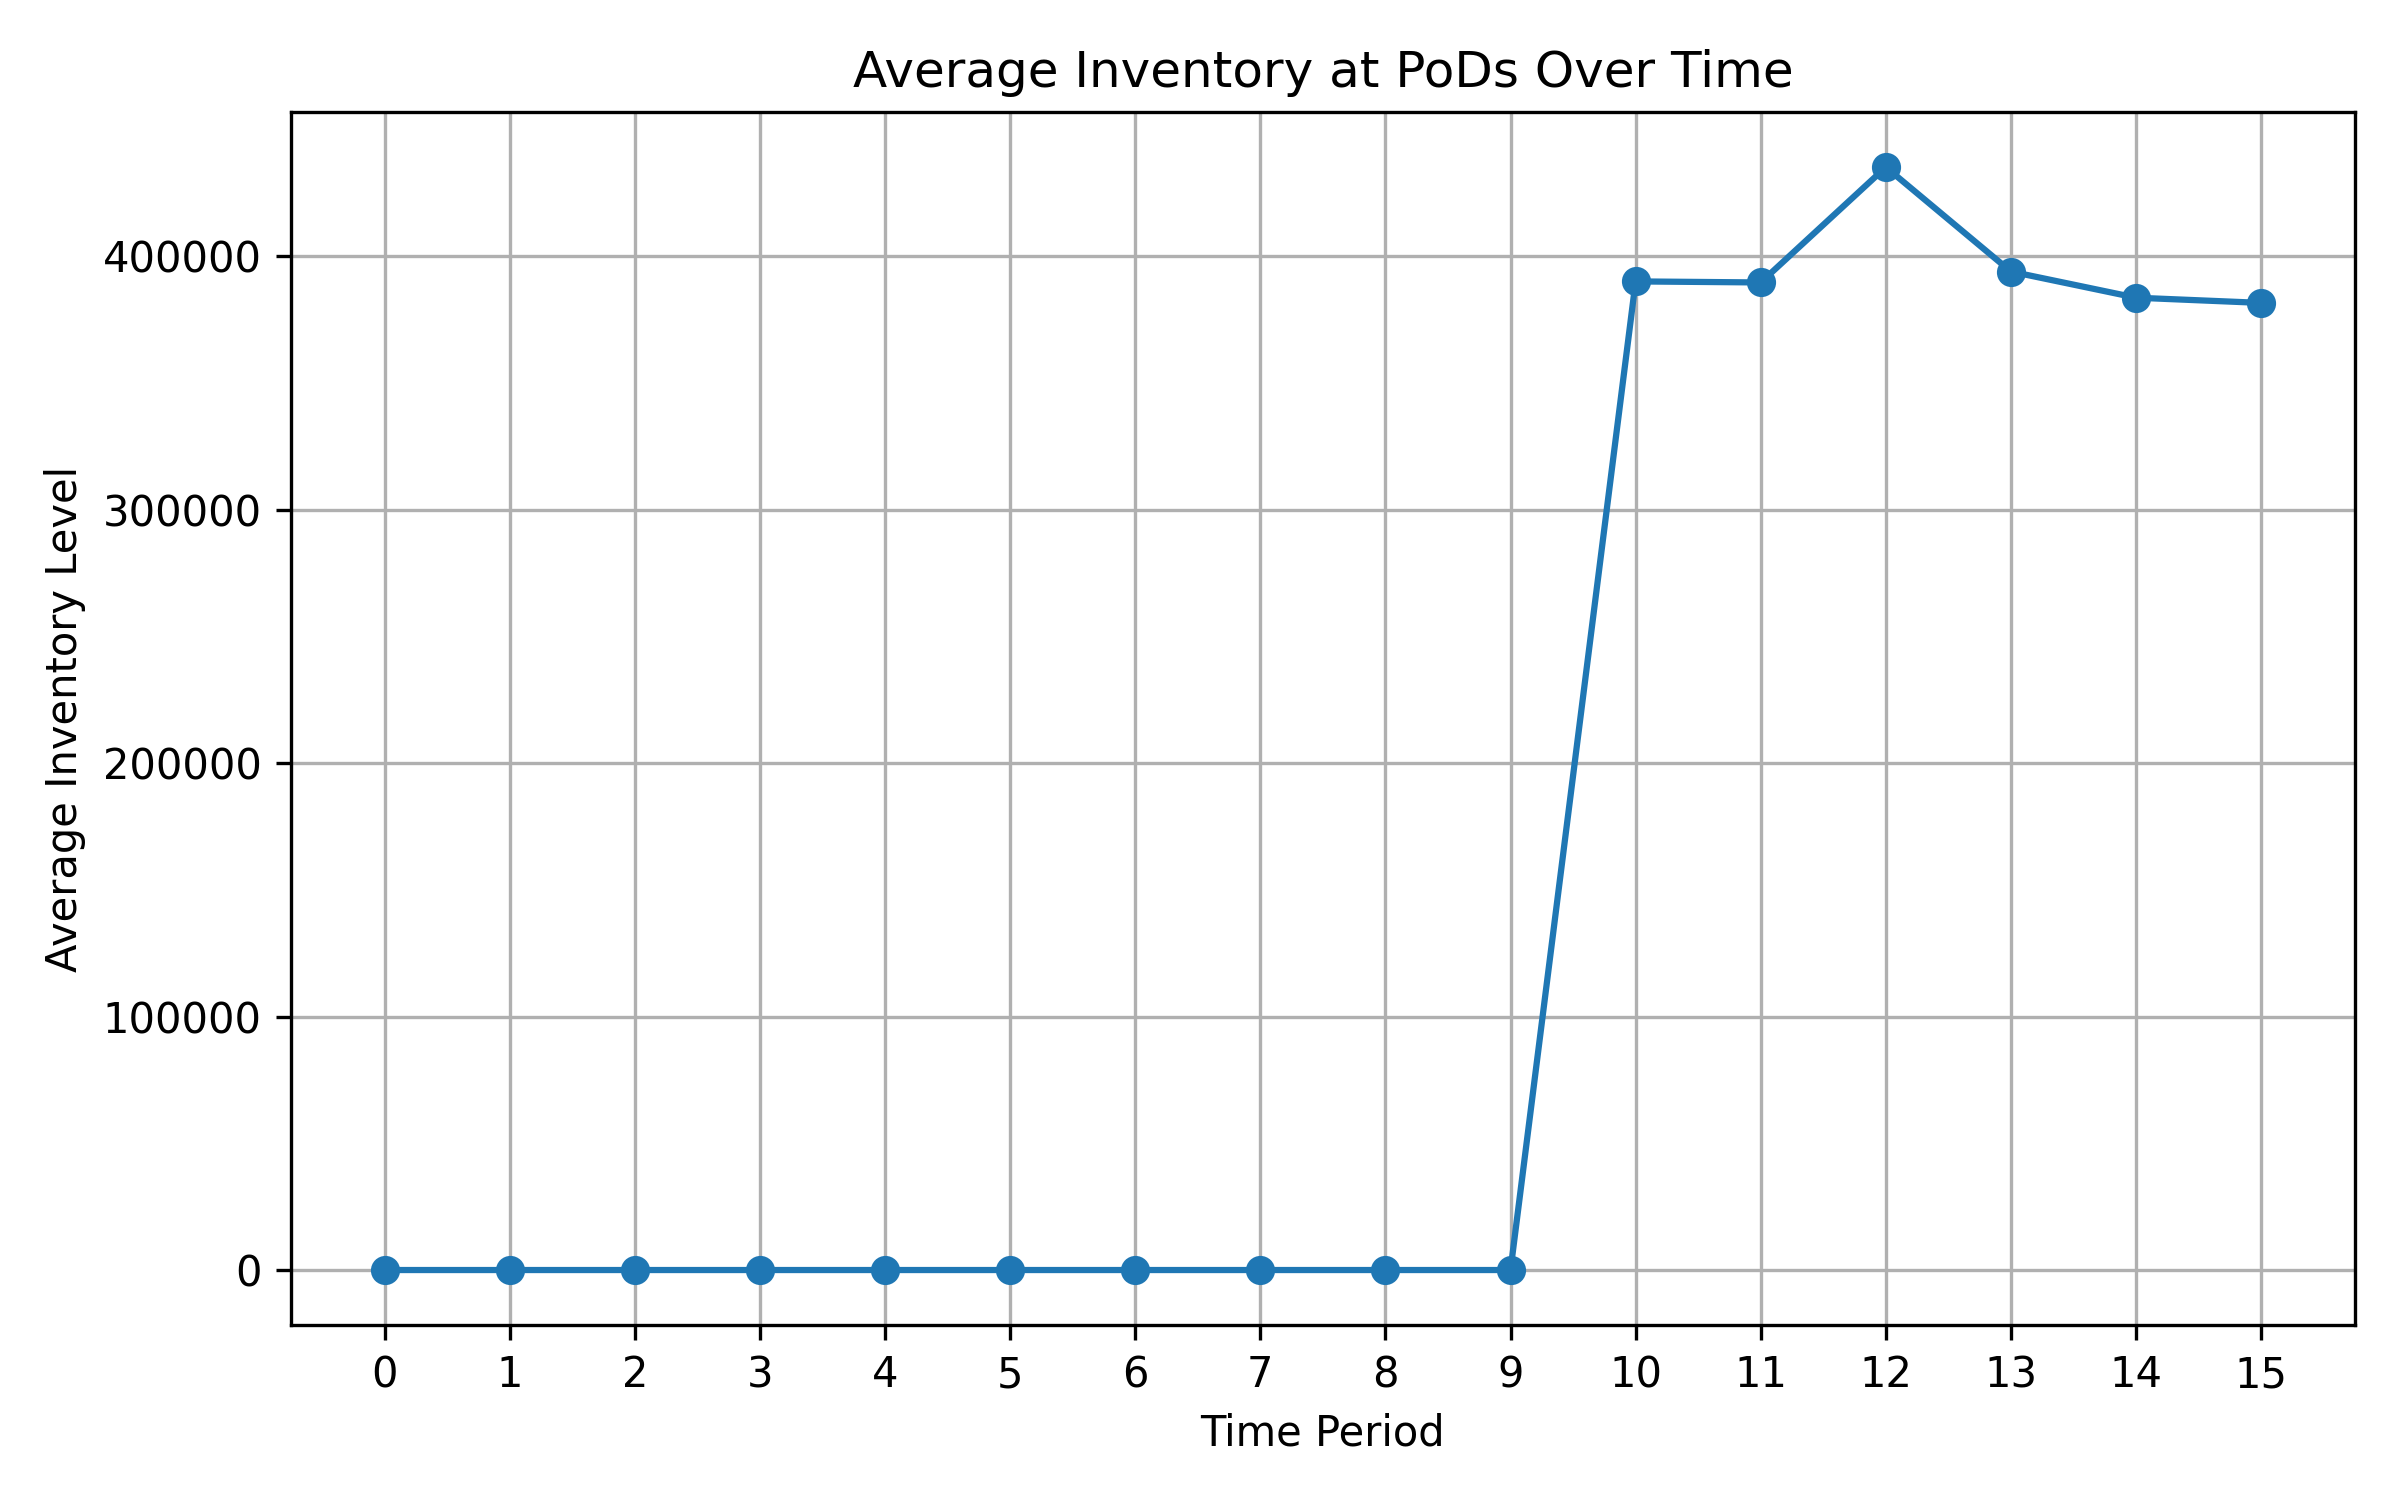 Average Inventory at PoDs Over Time
Average Inventory Level
400000
300000
200000
100000
0
0 1 2 3 4 5 6 7 8 9 10 11 12 13 14 15
Time Period